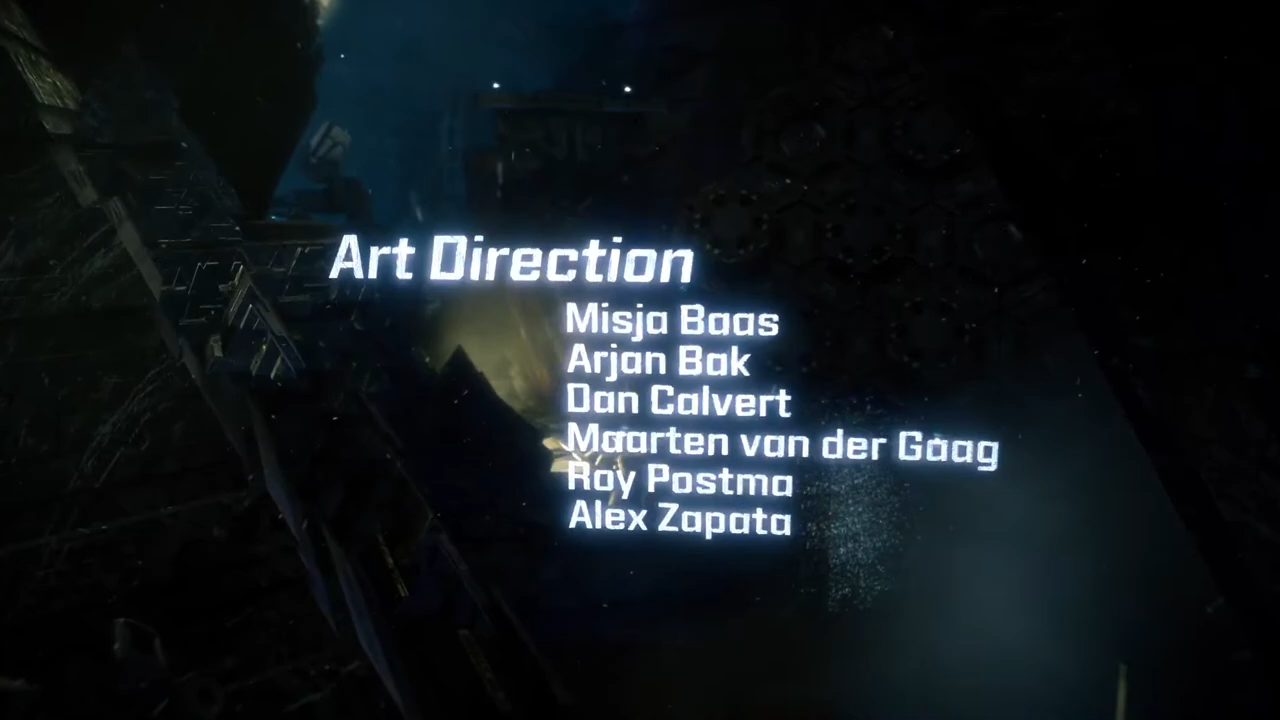 Art Direction
Misja Baas
Arjan Bak
Dan Calvert
Maarten van der Gaag
Roy Postma
Alex Zapata